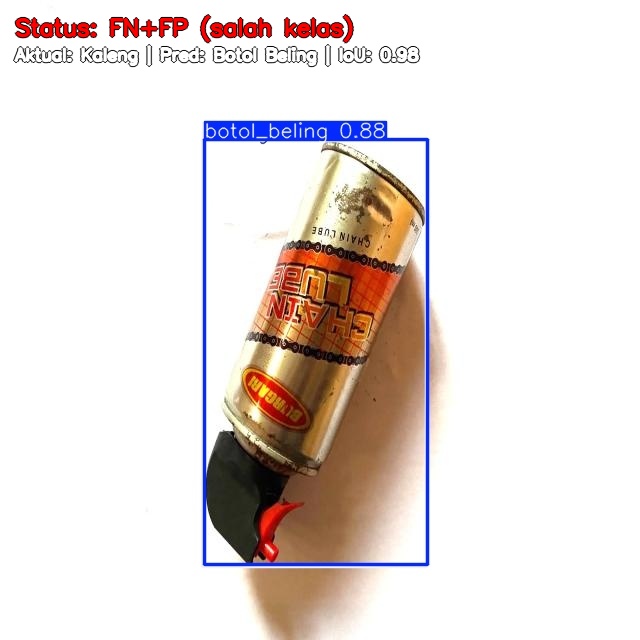 Status: FN+FP (salah kelas)
Aktual: Kaleng | Pred: Botol Beling | IoU: 0.98
botol_beling 0.88
CHAIN LUBE
CHAIN
LUBE